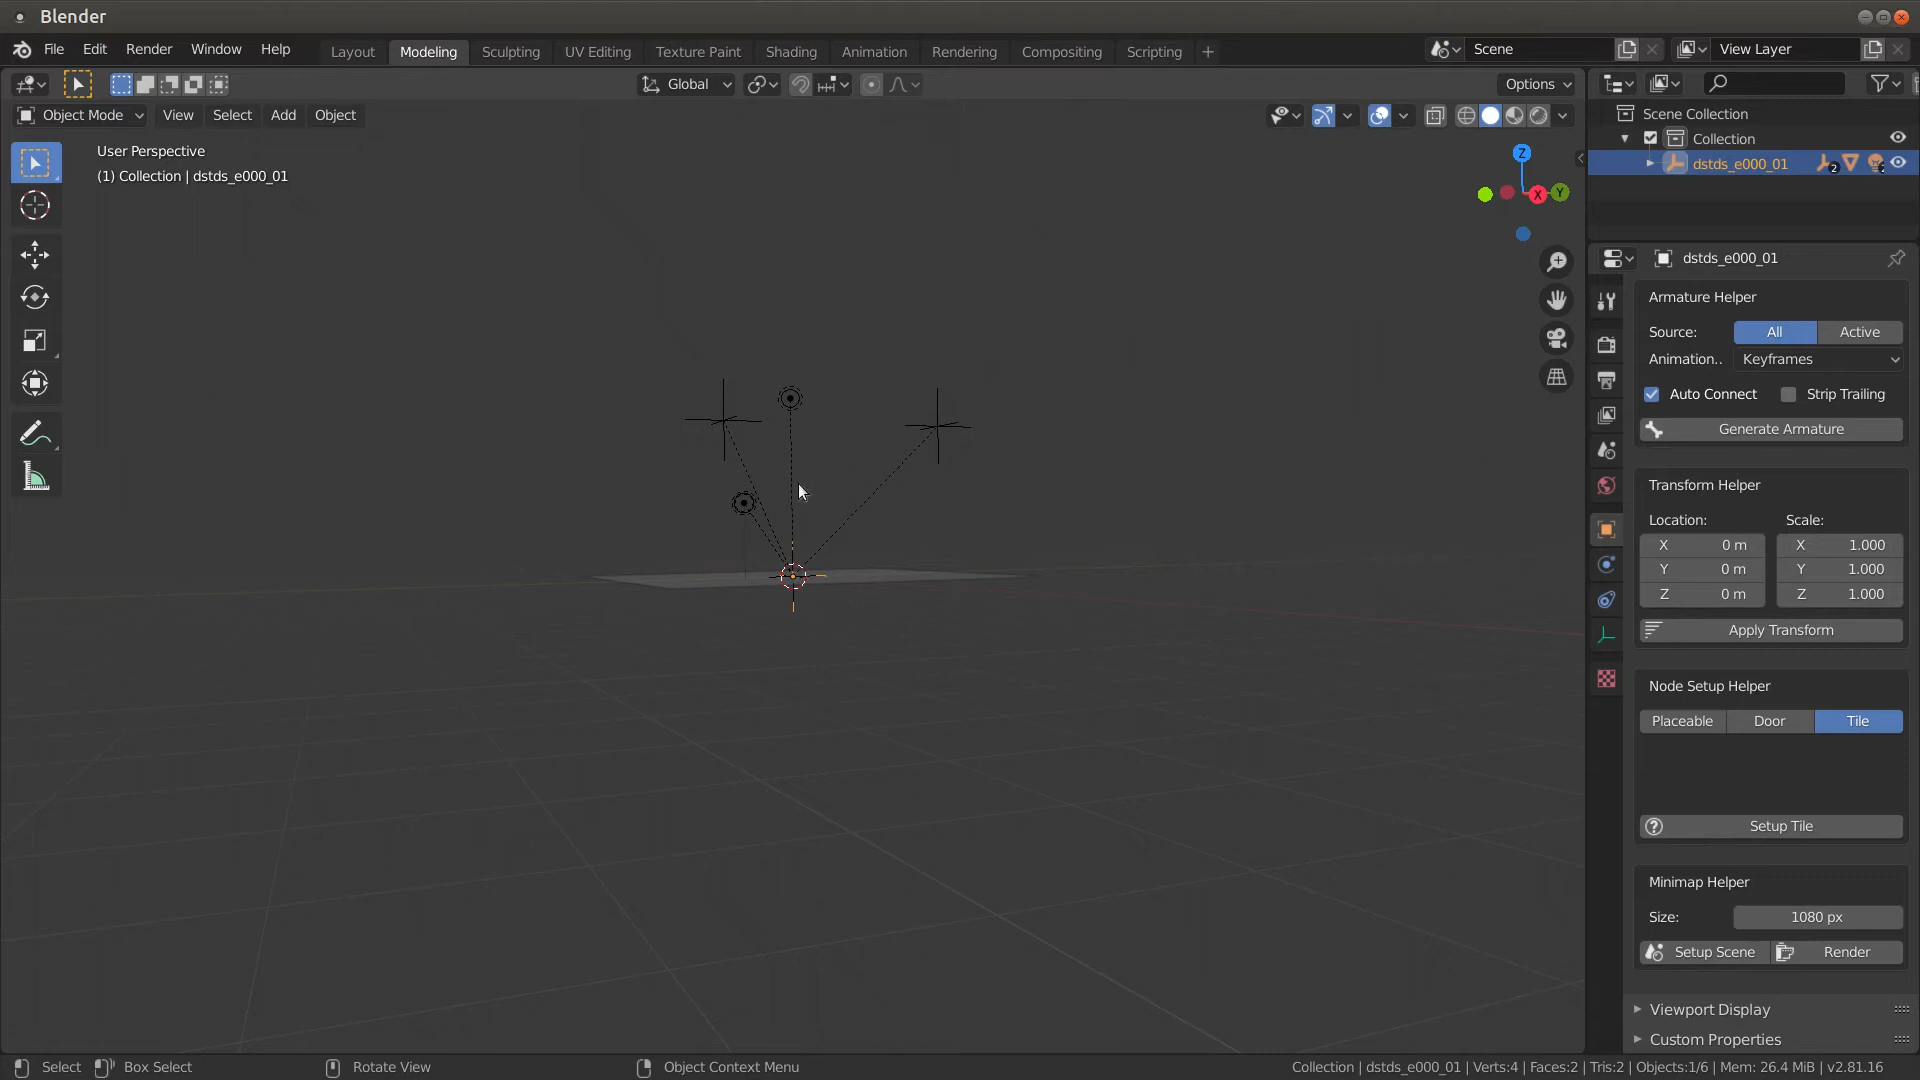 Blender
File Edit Render Window Help
Layout Modeling Sculpting UV Editing Texture Paint Shading Animation Rendering Compositing Scripting +
Scene
View Layer
Global
Options
Object Mode View Select Add Object
User Perspective
(1) Collection | dstds_e000_01
Z
X
Y
Scene Collection
Collection
dstds_e000_01
2
2
dstds_e000_01
Armature Helper
Source: All Active
Animation.. Keyframes
Auto Connect Strip Trailing
Generate Armature
Transform Helper
Location: Scale:
X 0 m X 1.000
Y 0 m Y 1.000
Z 0 m Z 1.000
Apply Transform
Node Setup Helper
Placeable Door Tile
Setup Tile
Minimap Helper
Size: 1080 px
Setup Scene Render
Viewport Display
Custom Properties
Select Box Select Rotate View Object Context Menu
Collection | dstds_e000_01 | Verts:4 | Faces:2 | Tris:2 | Objects:1/6 | Mem: 26.4 MiB | v2.81.16